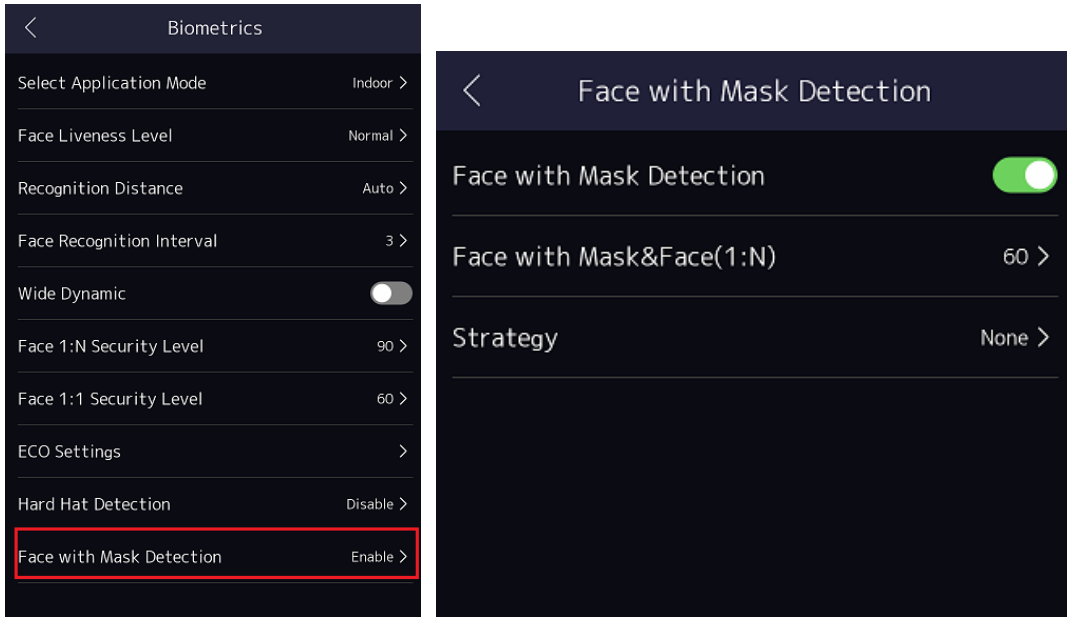 Biometrics
Select Application Mode Indoor
Face Liveness Level Normal
Recognition Distance Auto
Face Recognition Interval 3
Wide Dynamic
Face 1:N Security Level 90
Face 1:1 Security Level 60
ECO Settings
Hard Hat Detection Disable
Face with Mask Detection Enable
Face with Mask Detection
Face with Mask Detection
Face with Mask&Face(1:N) 60
Strategy None